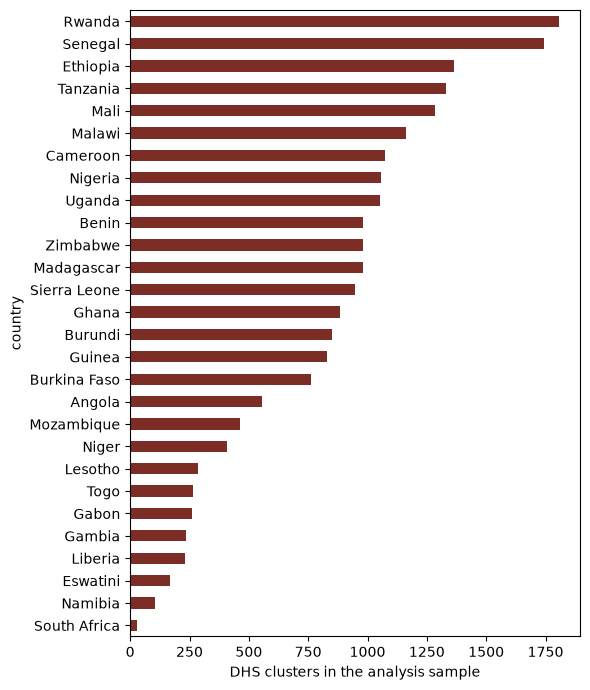 Rwanda
Senegal
Ethiopia
Tanzania
Mali
Malawi
Cameroon
Nigeria
Uganda
Benin
Zimbabwe
Madagascar
Sierra Leone
Ghana
Burundi
Guinea
Burkina Faso
Angola
Mozambique
Niger
Lesotho
Togo
Gabon
Gambia
Liberia
Eswatini
Namibia
South Africa
country
0 250 500 750 1000 1250 1500 1750
DHS clusters in the analysis sample